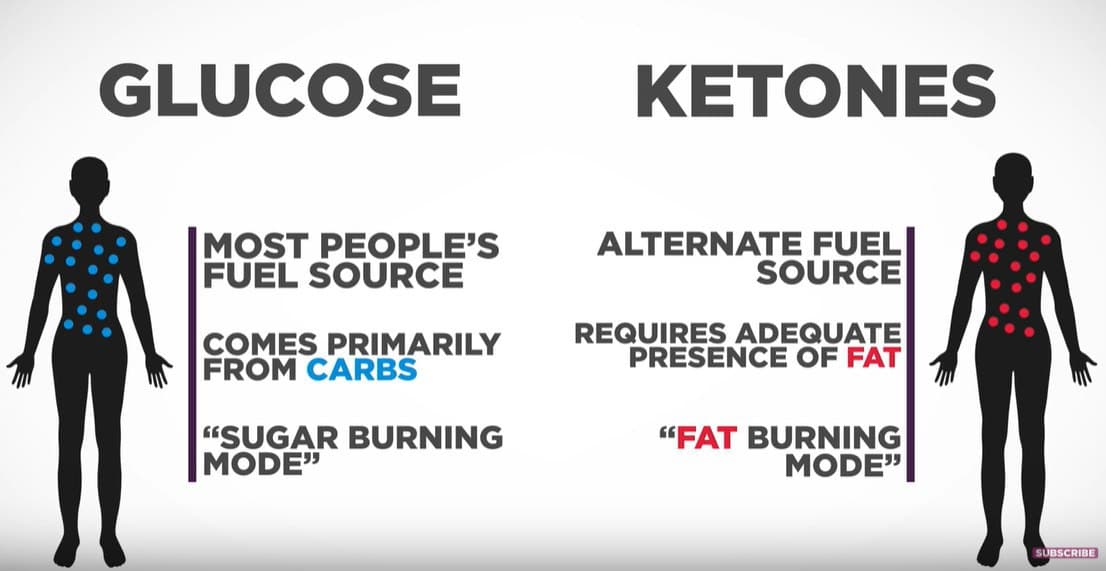 GLUCOSE
MOST PEOPLE’S
FUEL SOURCE
COMES PRIMARILY
FROM CARBS
“SUGAR BURNING
MODE”
KETONES
ALTERNATE FUEL
SOURCE
REQUIRES ADEQUATE
PRESENCE OF FAT
“FAT BURNING
MODE”
SUBSCRIBE